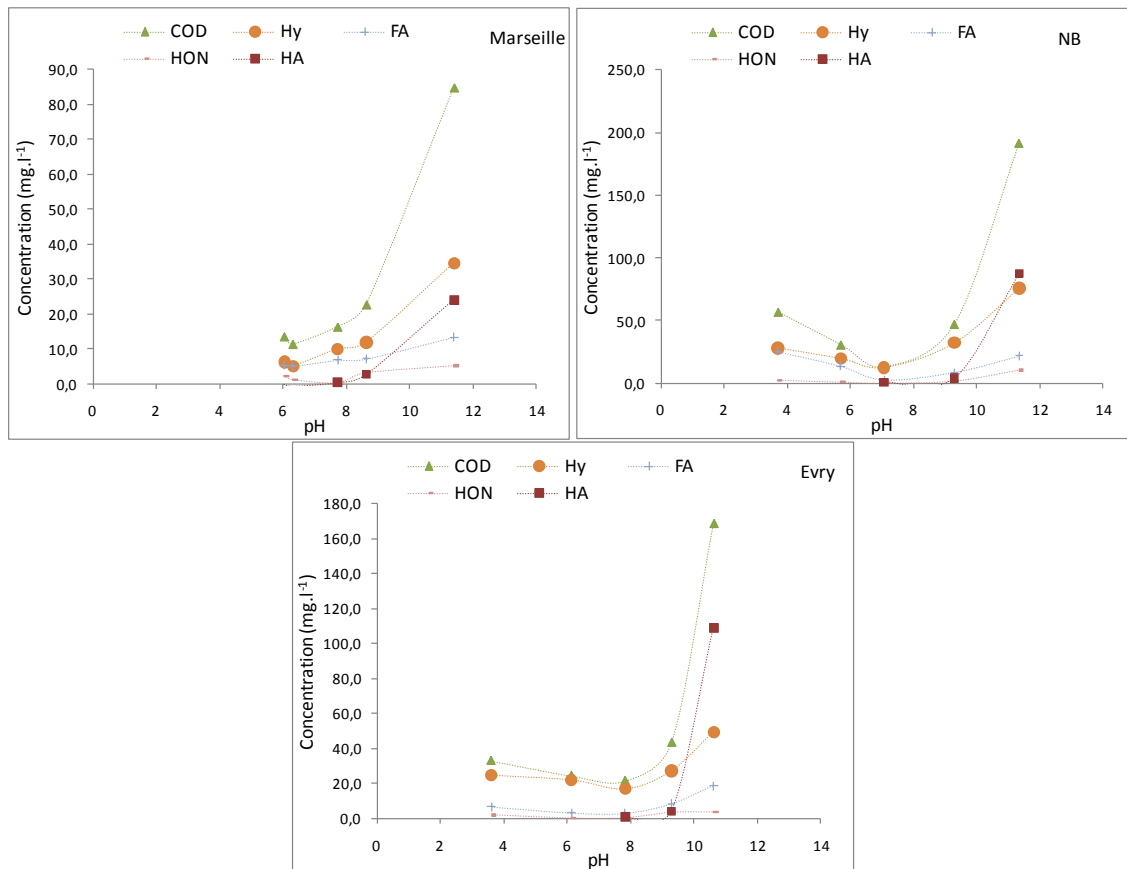 COD Hy FA Marseille
HON HA
90,0
80,0
70,0
60,0
50,0
40,0
30,0
20,0
10,0
0,0
Concentration (mg.l-1)
0 2 4 6 8 10 12 14
pH
COD Hy FA NB
HON HA
250,0
200,0
150,0
100,0
50,0
0,0
Concentration (mg.l-1)
0 2 4 6 8 10 12 14
pH
COD Hy FA Evry
HON HA
180,0
160,0
140,0
120,0
100,0
80,0
60,0
40,0
20,0
0,0
Concentration (mg.l-1)
0 2 4 6 8 10 12 14
pH